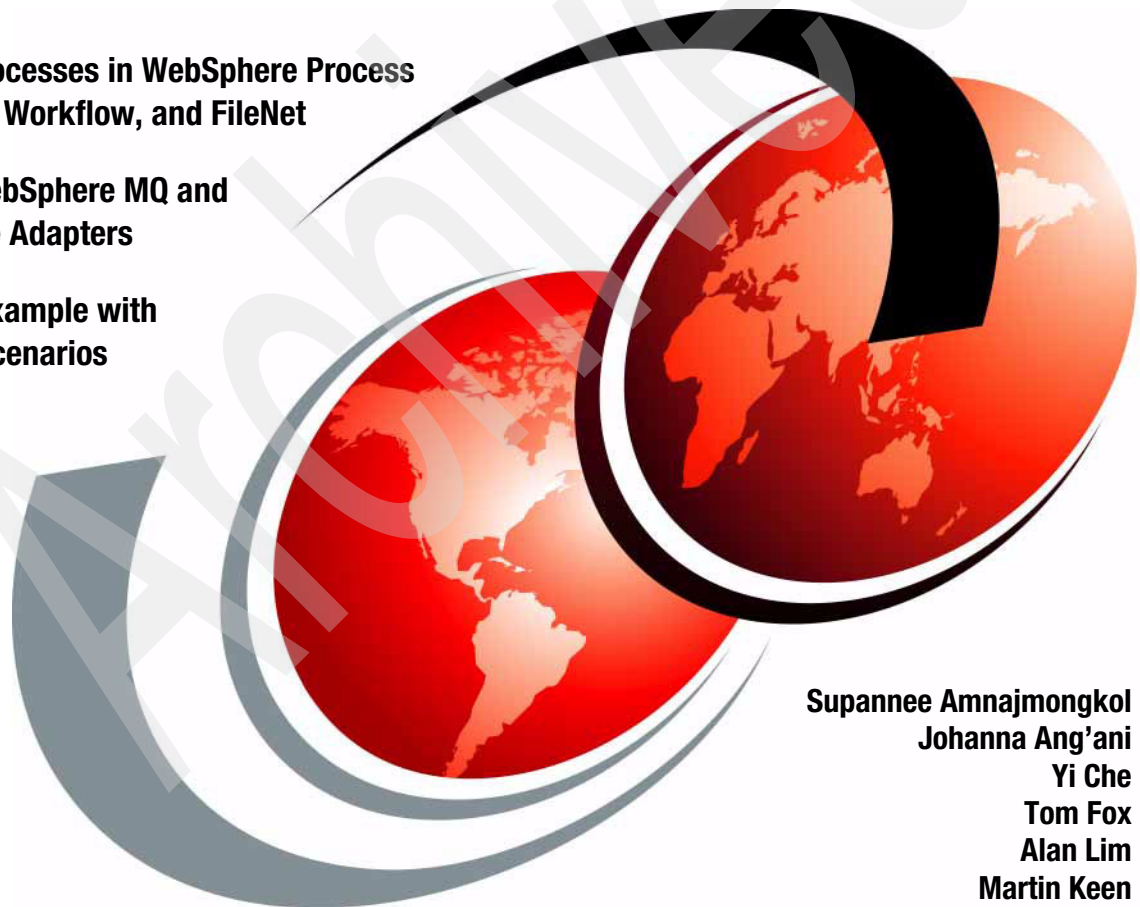 ocesses in WebSphere Process
Workflow, and FileNet
ebSphere MQ and
Adapters
xample with
cenarios
Archive
Supannee Amnajmongkol
Johanna Ang'ani
Yi Che
Tom Fox
Alan Lim
Martin Keen